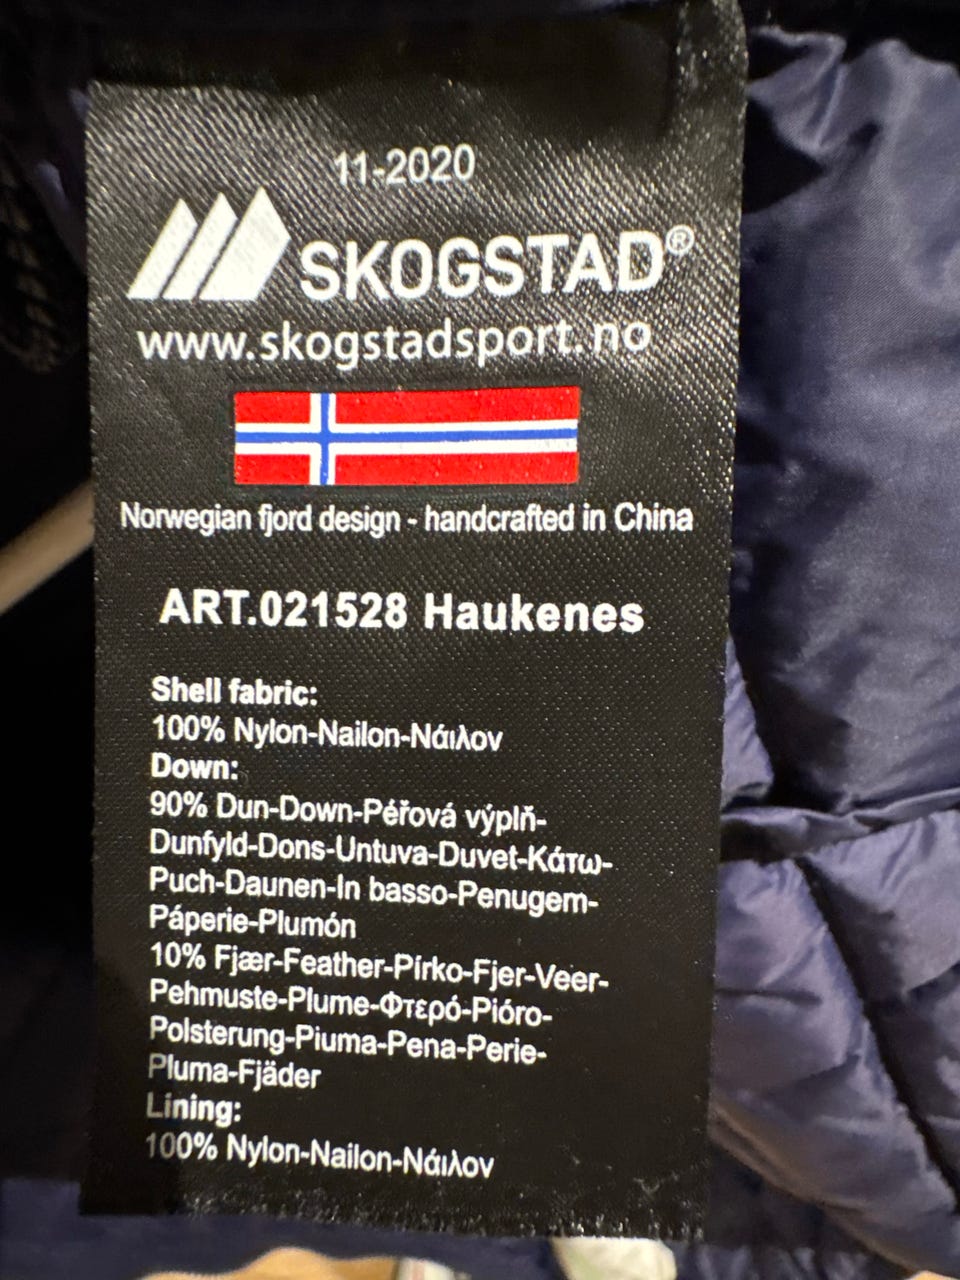 11-2020
SKOGSTAD®
www.skogstadsport.no
Norwegian fjord design - handcrafted in China
ART.021528 Haukenes
Shell fabric:
100% Nylon-Nailon-Νάιλον
Down:
90% Dun-Down-Péřová výplň-
Dunfyld-Dons-Untuva-Duvet-Κάτω-
Puch-Daunen-In basso-Penugem-
Páperie-Plumón
10% Fjær-Feather-Pírko-Fjer-Veer-
Pehmuste-Plume-Φτερό-Pióro-
Polsterung-Piuma-Pena-Perie-
Pluma-Fjäder
Lining:
100% Nylon-Nailon-Νάιλον